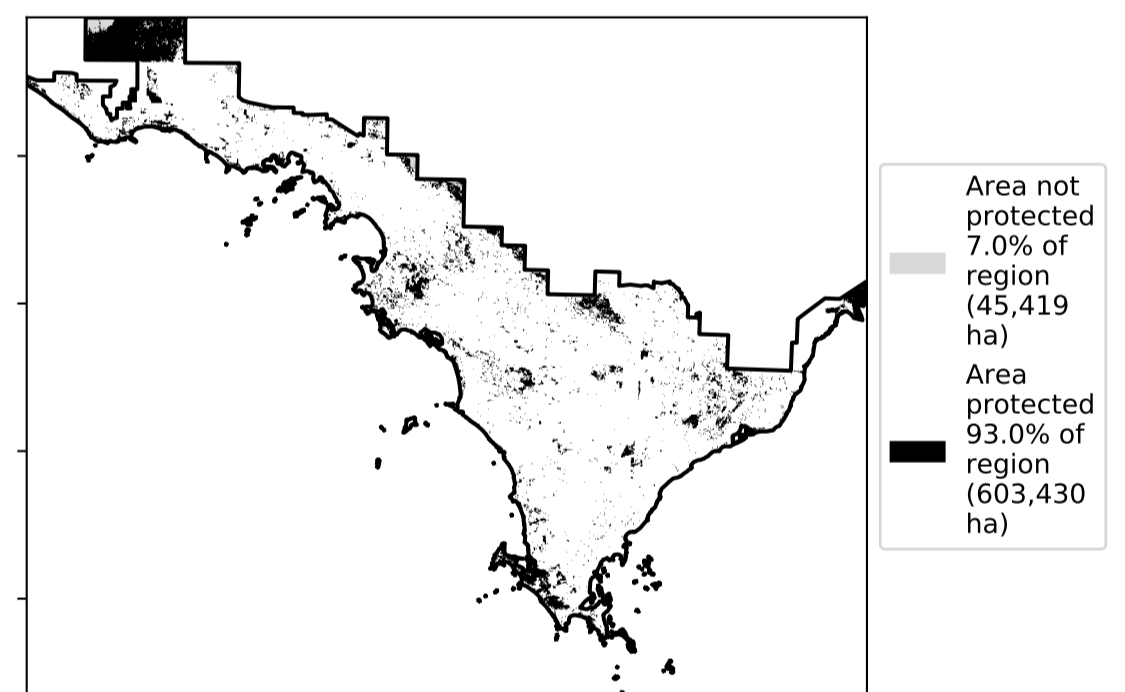 Area not
protected
7.0% of
region
(45,419
ha)
Area
protected
93.0% of
region
(603,430
ha)